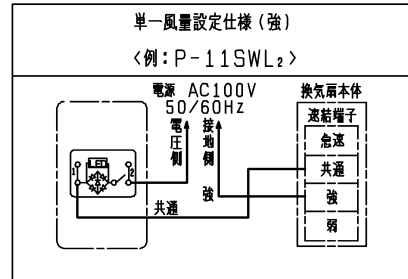 単一風量設定仕様（強）
〈例：P-11SWL₂〉
電源 AC100V
50/60Hz
電圧側
接地側
換気扇本体
速結端子
急速
共通
強
弱
LED
1
2
共通
強